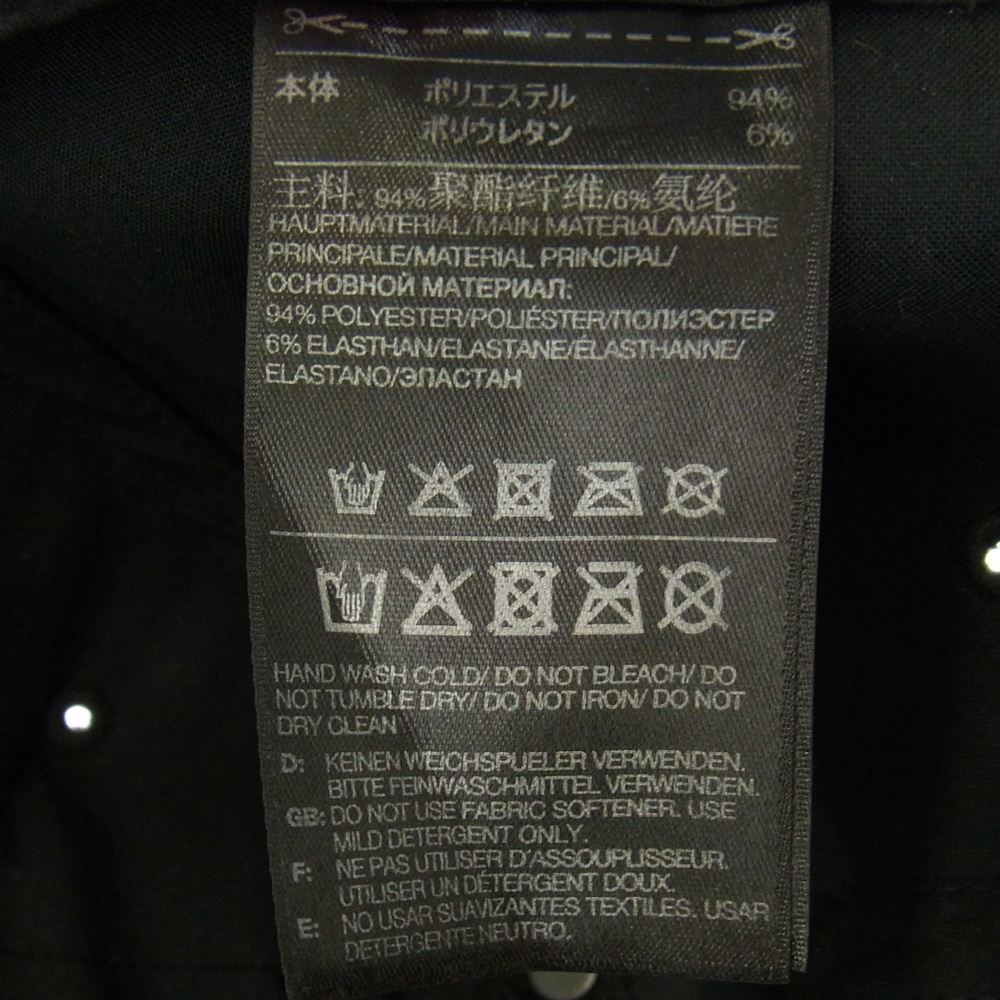 本体 ポリエステル 94%
ポリウレタン 6%
主料: 94%聚酯纤维/6%氨纶
HAUPTMATERIAL/MAIN MATERIAL/MATIERE
PRINCIPALE/MATERIAL PRINCIPAL/
ОСНОВНОЙ МАТЕРИАЛ:
94% POLYESTER/POLIÉSTER/ПОЛИЭСТЕР
6% ELASTHAN/ELASTANE/ÉLASTHANNE/
ELASTANO/ЭЛАСТАН
HAND WASH COLD/ DO NOT BLEACH/ DO
NOT TUMBLE DRY/ DO NOT IRON/ DO NOT
DRY CLEAN
D: KEINEN WEICHSPUELER VERWENDEN.
BITTE FEINWASCHMITTEL VERWENDEN.
GB: DO NOT USE FABRIC SOFTENER. USE
MILD DETERGENT ONLY.
F: NE PAS UTILISER D'ASSOUPLISSEUR.
UTILISER UN DÉTERGENT DOUX.
E: NO USAR SUAVIZANTES TEXTILES. USAR
DETERGENTE NEUTRO.